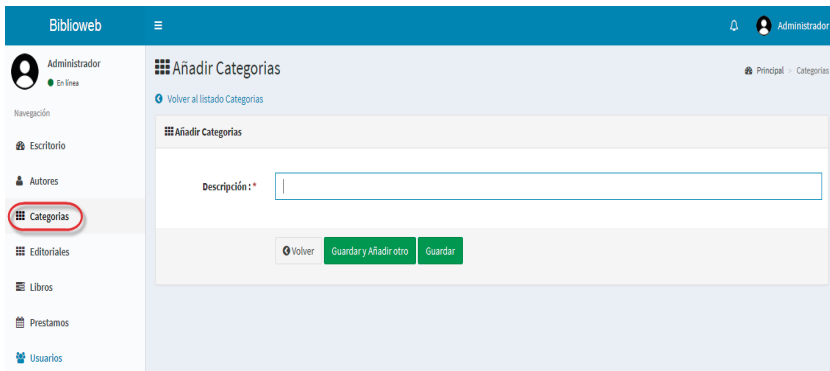 Biblioweb
Administrador
Administrador
En línea
Navegación
Escritorio
Autores
Categorias
Editoriales
Libros
Prestamos
Usuarios
Añadir Categorias
Principal > Categorias
Volver al listado Categorias
Añadir Categorias
Descripción : *
Volver
Guardar y Añadir otro
Guardar